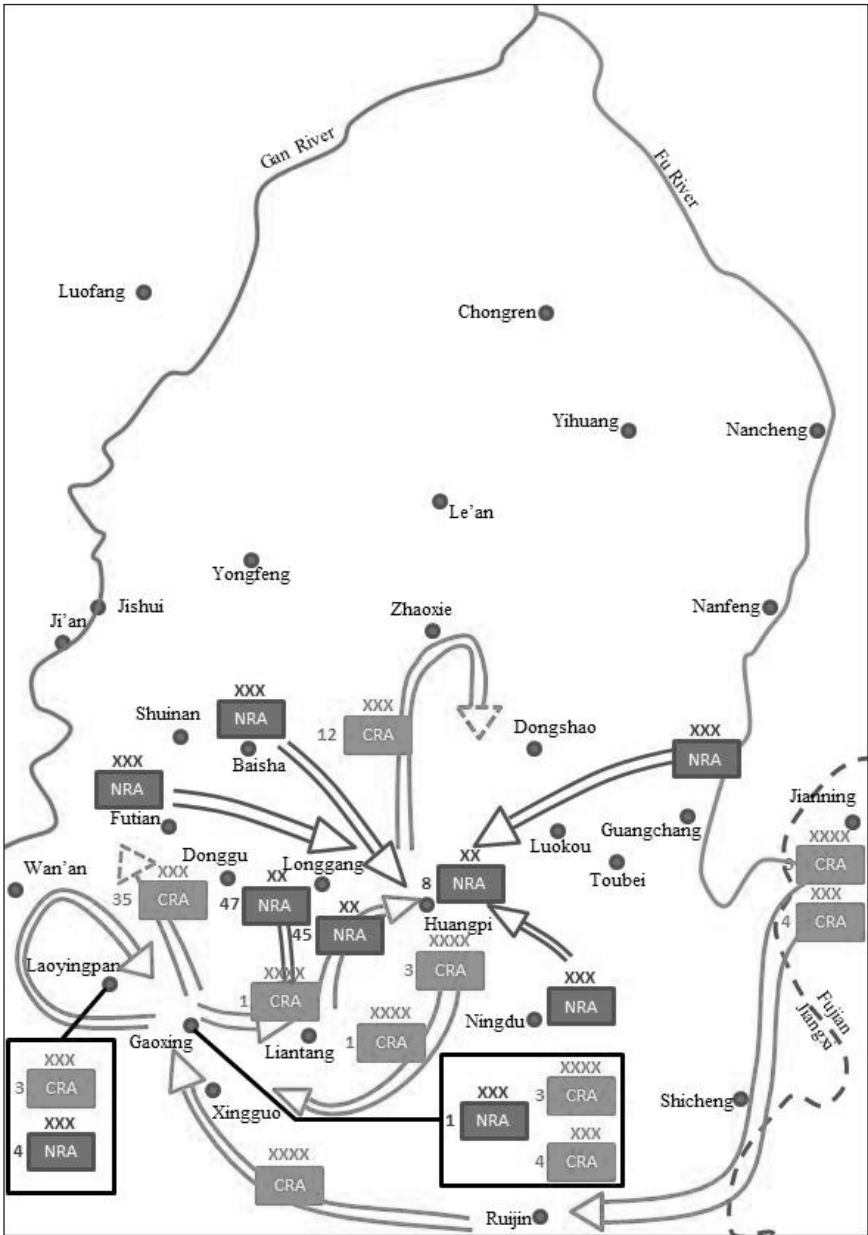 Gan River
Fu River
Luofang
Chongren
Yihuang
Nancheng
Le'an
Yongfeng
Jishui
Ji'an
Zhaoxie
Nanfeng
XXX
NRA
Shuinan
Baisha
XXX
12 CRA
Dongshao
XXX
NRA
XXX
NRA
Futian
Jianning
Guangchang
Luokou
Toubei
XXXX
3 CRA
XXX
4 CRA
Wan'an
Donggu
Longgang
XXX
35 CRA
XX
47 NRA
XX
45 NRA
XX
8 NRA
Huangpi
XXXX
3 CRA
XXXX
1 CRA
XXXX
1 CRA
XXX
NRA
Ningdu
Laoyingpan
Gaoxing
Liantang
Fujian
Jiangxi
XXX
3 CRA
XXX
4 NRA
Xingguo
XXX
1 NRA
XXXX
3 CRA
XXX
4 CRA
Shicheng
XXXX
CRA
Ruijin